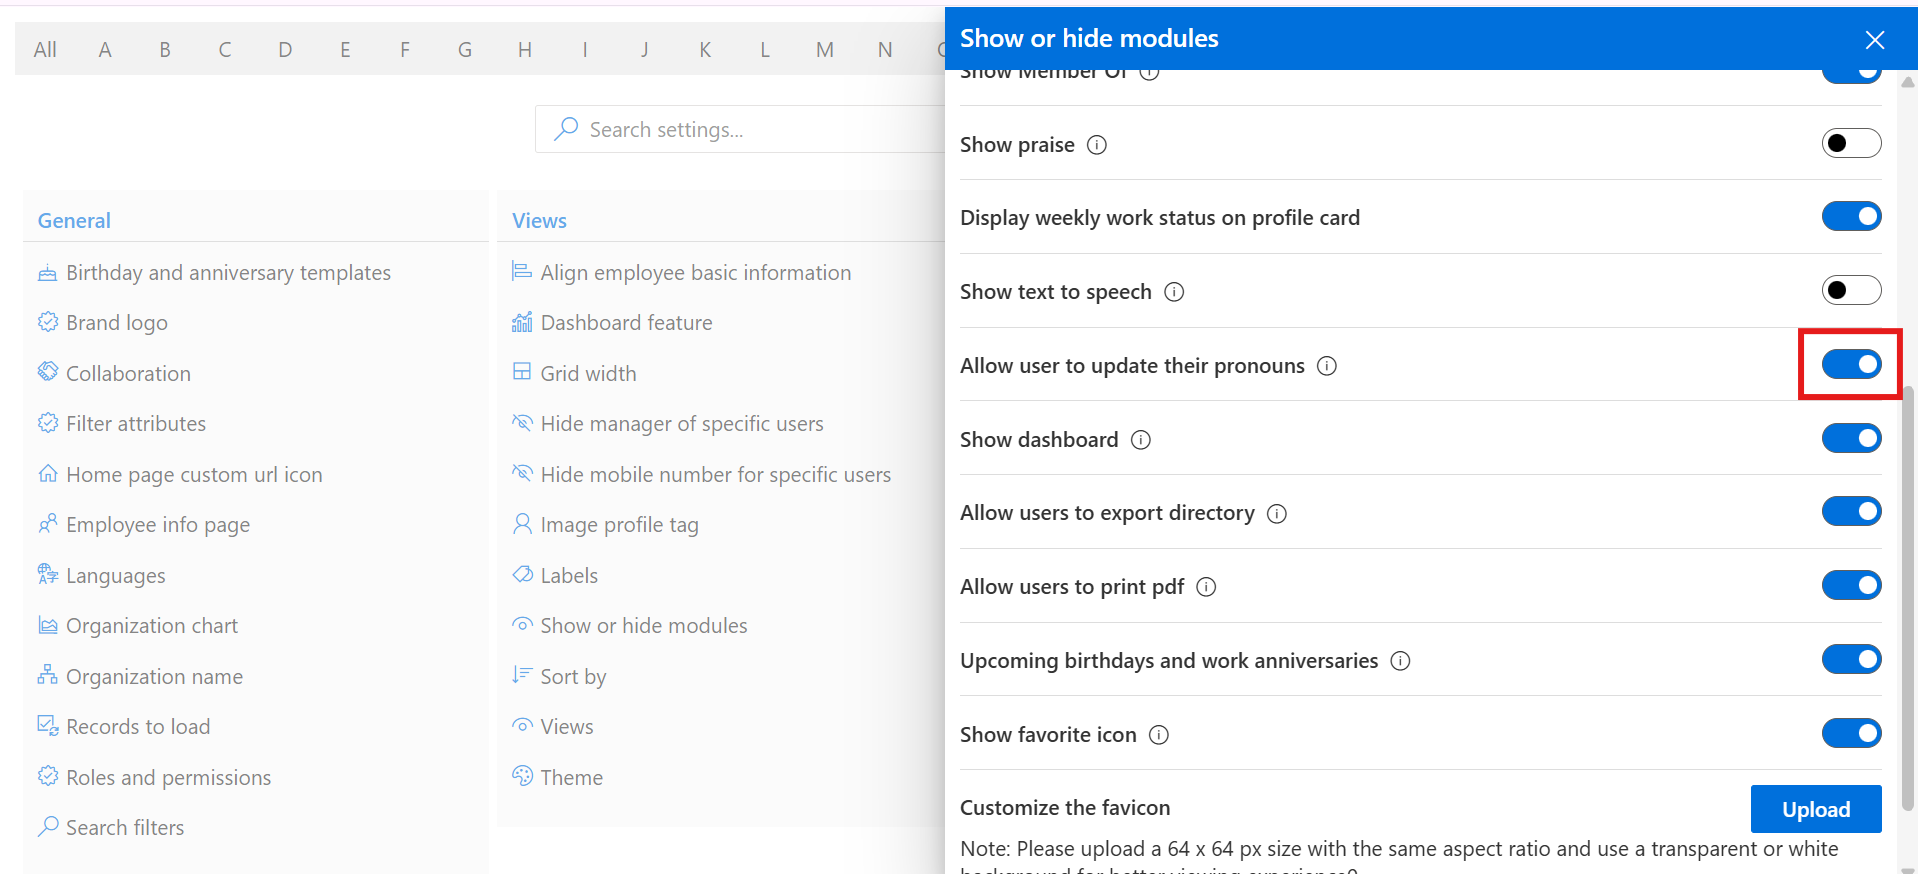 All A B C D E F G H I J K L M N
Search settings...
General
Birthday and anniversary templates
Brand logo
Collaboration
Filter attributes
Home page custom url icon
Employee info page
Languages
Organization chart
Organization name
Records to load
Roles and permissions
Search filters
Views
Align employee basic information
Dashboard feature
Grid width
Hide manager of specific users
Hide mobile number for specific users
Image profile tag
Labels
Show or hide modules
Sort by
Views
Theme
Show or hide modules
Show Member Of
Show praise
Display weekly work status on profile card
Show text to speech
Allow user to update their pronouns
Show dashboard
Allow users to export directory
Allow users to print pdf
Upcoming birthdays and work anniversaries
Show favorite icon
Customize the favicon
Upload
Note: Please upload a 64 x 64 px size with the same aspect ratio and use a transparent or white
background for better viewing